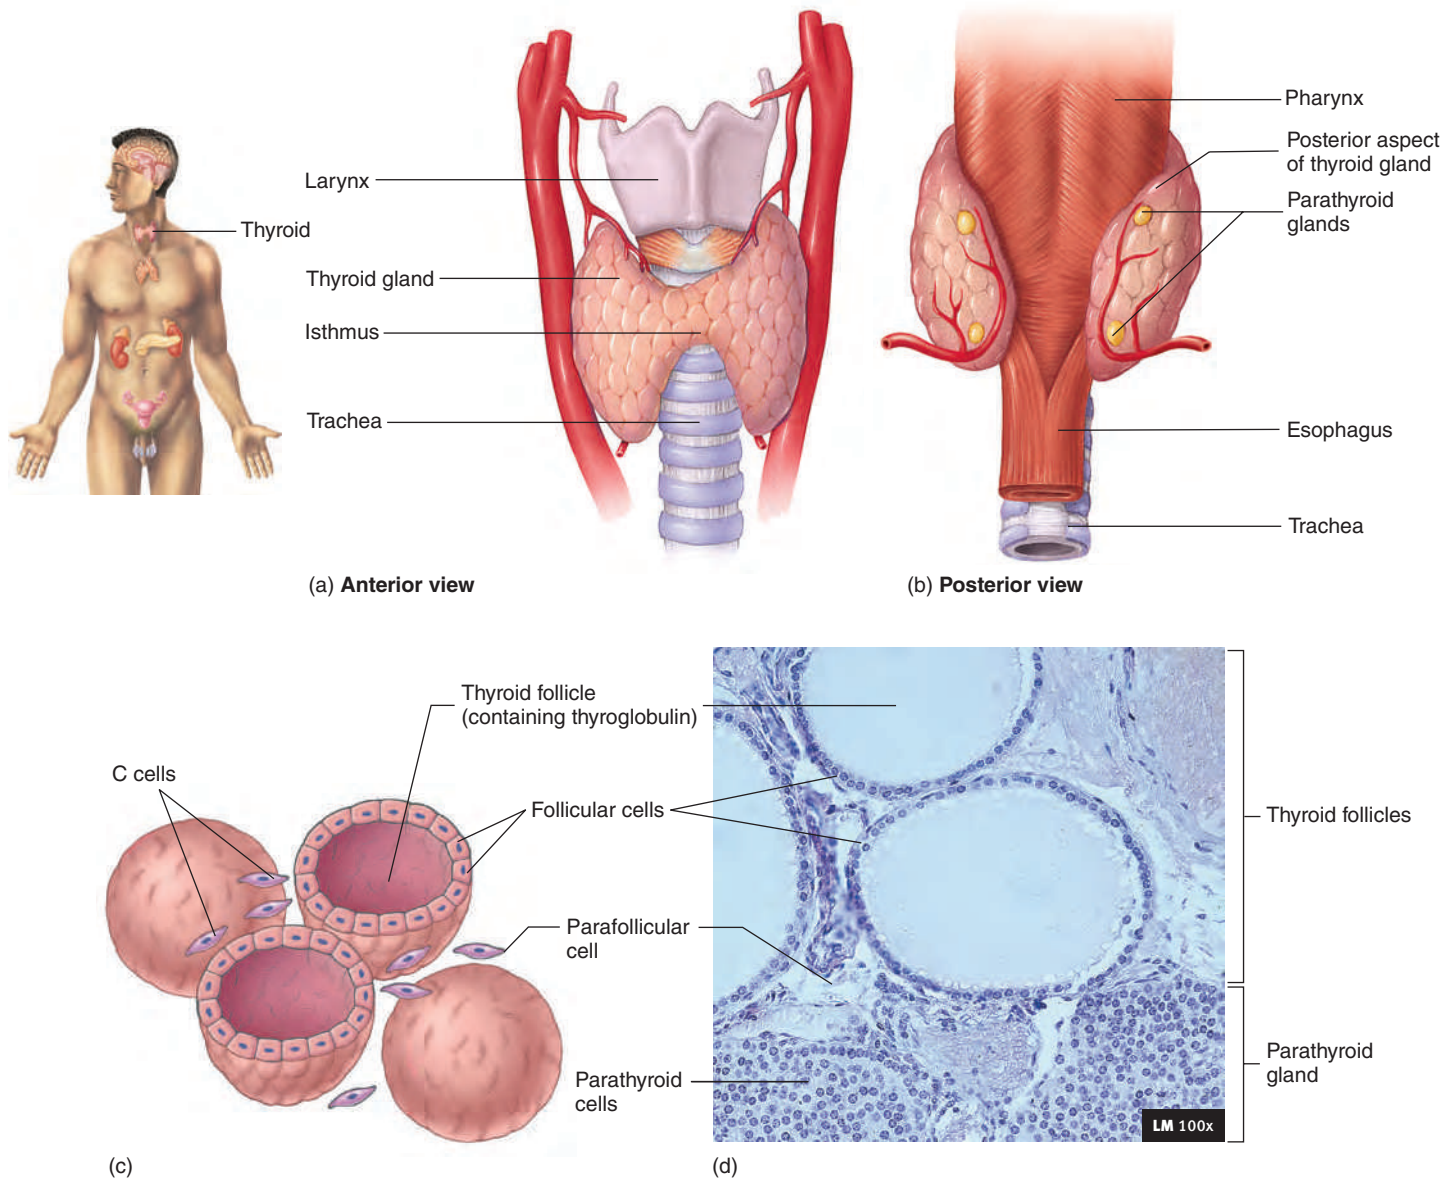 Pharynx
Posterior aspect
of thyroid gland
Parathyroid
glands
Larynx
Thyroid
Thyroid gland
Isthmus
Trachea
Esophagus
Trachea
(a) Anterior view
(b) Posterior view
Thyroid follicle
(containing thyroglobulin)
C cells
Follicular cells
Thyroid follicles
Parafollicular
cell
Parathyroid
cells
Parathyroid
gland
LM 100x
(c)
(d)